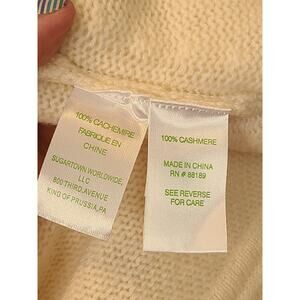 100% CACHEMIRE
FABRIQUE EN
CHINE
SUGARTOWN WORLDWIDE,
LLC
800 THIRD AVENUE
KING OF PRUSSIA,PA
100% CASHMERE
MADE IN CHINA
RN # 88189
SEE REVERSE
FOR CARE